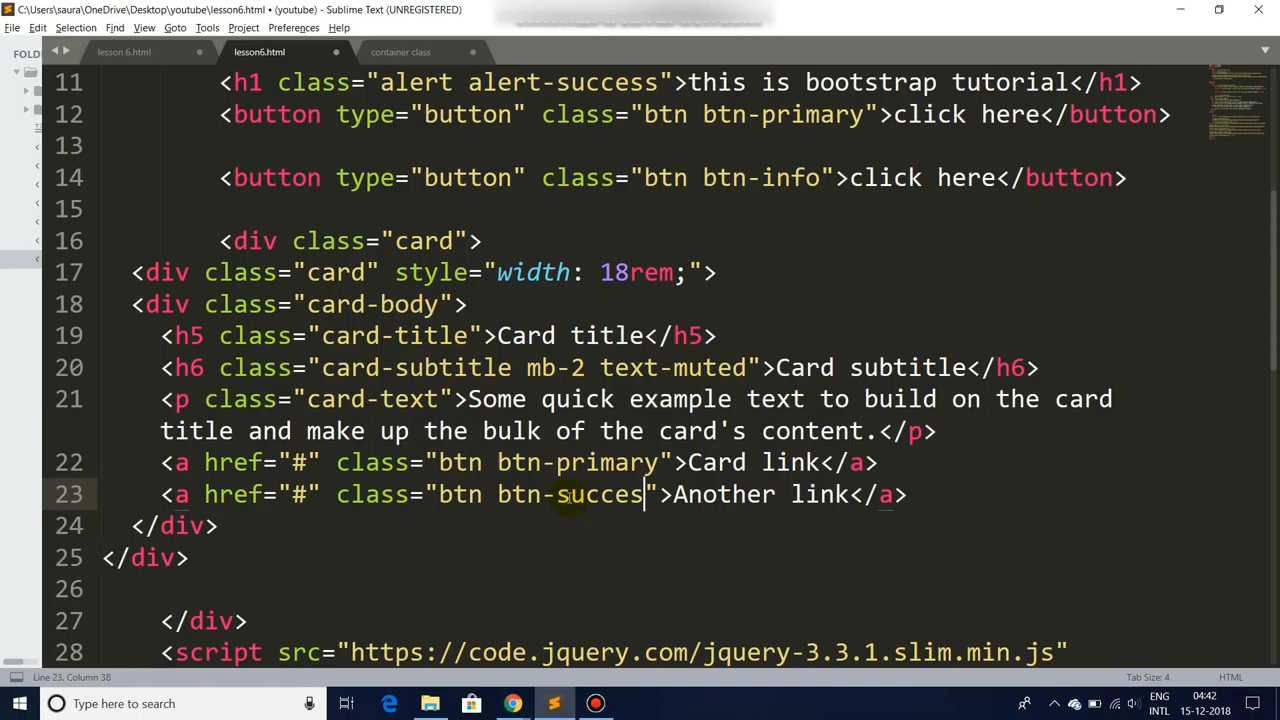 C:\Users\saura\OneDrive\Desktop\youtube\lesson6.html • (youtube) - Sublime Text (UNREGISTERED)
File Edit Selection Find View Goto Tools Project Preferences Help
FOLD
lesson 6.html
lesson6.html
container class
11 <h1 class="alert alert-success">this is bootstrap tutorial</h1>
12 <button type="button" class="btn btn-primary">click here</button>
13
14 <button type="button" class="btn btn-info">click here</button>
15
16 <div class="card">
17 <div class="card" style="width: 18rem;">
18 <div class="card-body">
19 <h5 class="card-title">Card title</h5>
20 <h6 class="card-subtitle mb-2 text-muted">Card subtitle</h6>
21 <p class="card-text">Some quick example text to build on the card
title and make up the bulk of the card's content.</p>
22 <a href="#" class="btn btn-primary">Card link</a>
23 <a href="#" class="btn btn-succes">Another link</a>
24 </div>
25 </div>
26
27 </div>
28 <script src="https://code.jquery.com/jquery-3.3.1.slim.min.js"
Line 23, Column 38
Tab Size: 4
HTML
Type here to search
ENG
INTL
04:42
15-12-2018